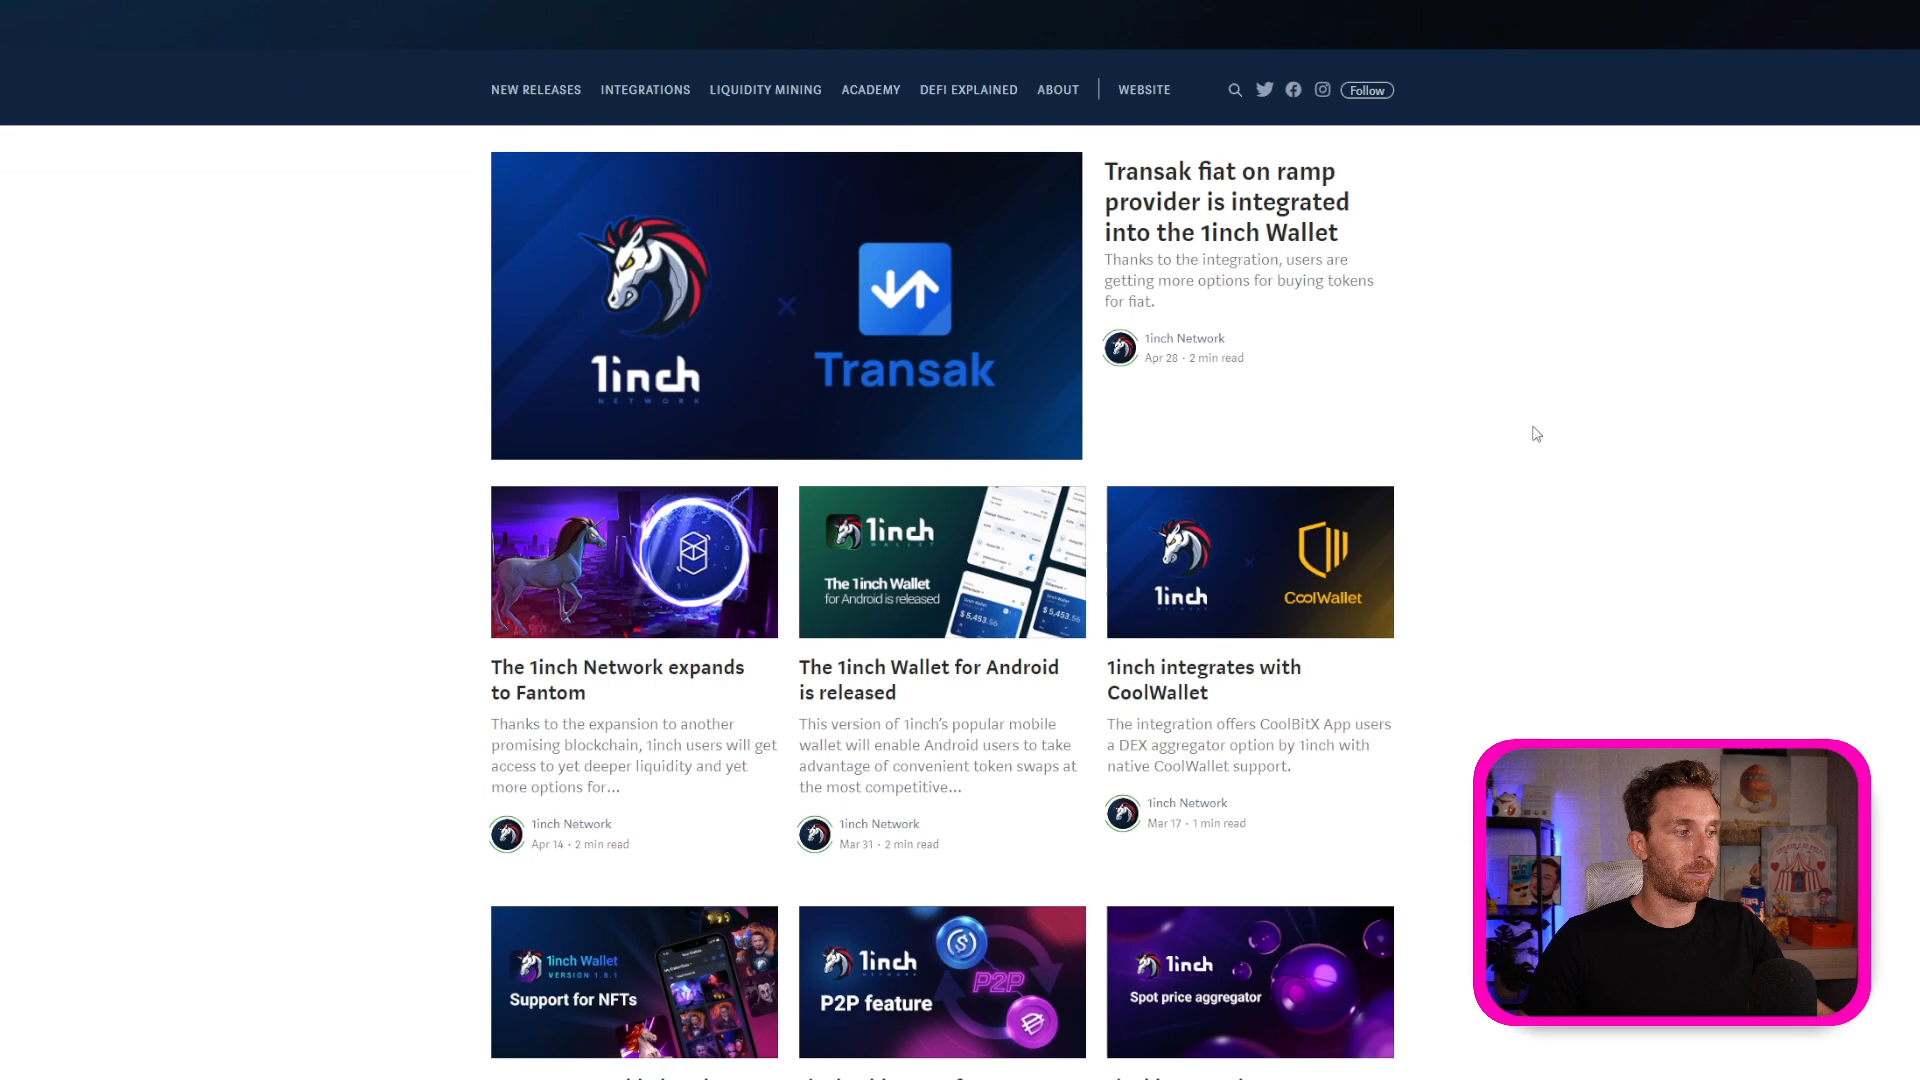 NEW RELEASES INTEGRATIONS LIQUIDITY MINING ACADEMY DEFI EXPLAINED ABOUT WEBSITE Follow
1inch
NETWORK
Transak
Transak fiat on ramp
provider is integrated
into the 1inch Wallet
Thanks to the integration, users are
getting more options for buying tokens
for fiat.
1inch Network
Apr 28 · 2 min read
1inch
WALLET
The 1inch Wallet
for Android is released
$ 5,453.56
1inch
NETWORK
CoolWallet
The 1inch Network expands
to Fantom
Thanks to the expansion to another
promising blockchain, 1inch users will get
access to yet deeper liquidity and yet
more options for…
1inch Network
Apr 14 · 2 min read
The 1inch Wallet for Android
is released
This version of 1inch’s popular mobile
wallet will enable Android users to take
advantage of convenient token swaps at
the most competitive…
1inch Network
Mar 31 · 2 min read
1inch integrates with
CoolWallet
The integration offers CoolBitX App users
a DEX aggregator option by 1inch with
native CoolWallet support.
1inch Network
Mar 17 · 1 min read
1inch Wallet
VERSION 1.8.1
Support for NFTs
1inch
NETWORK
P2P feature
P2P
1inch
Spot price aggregator